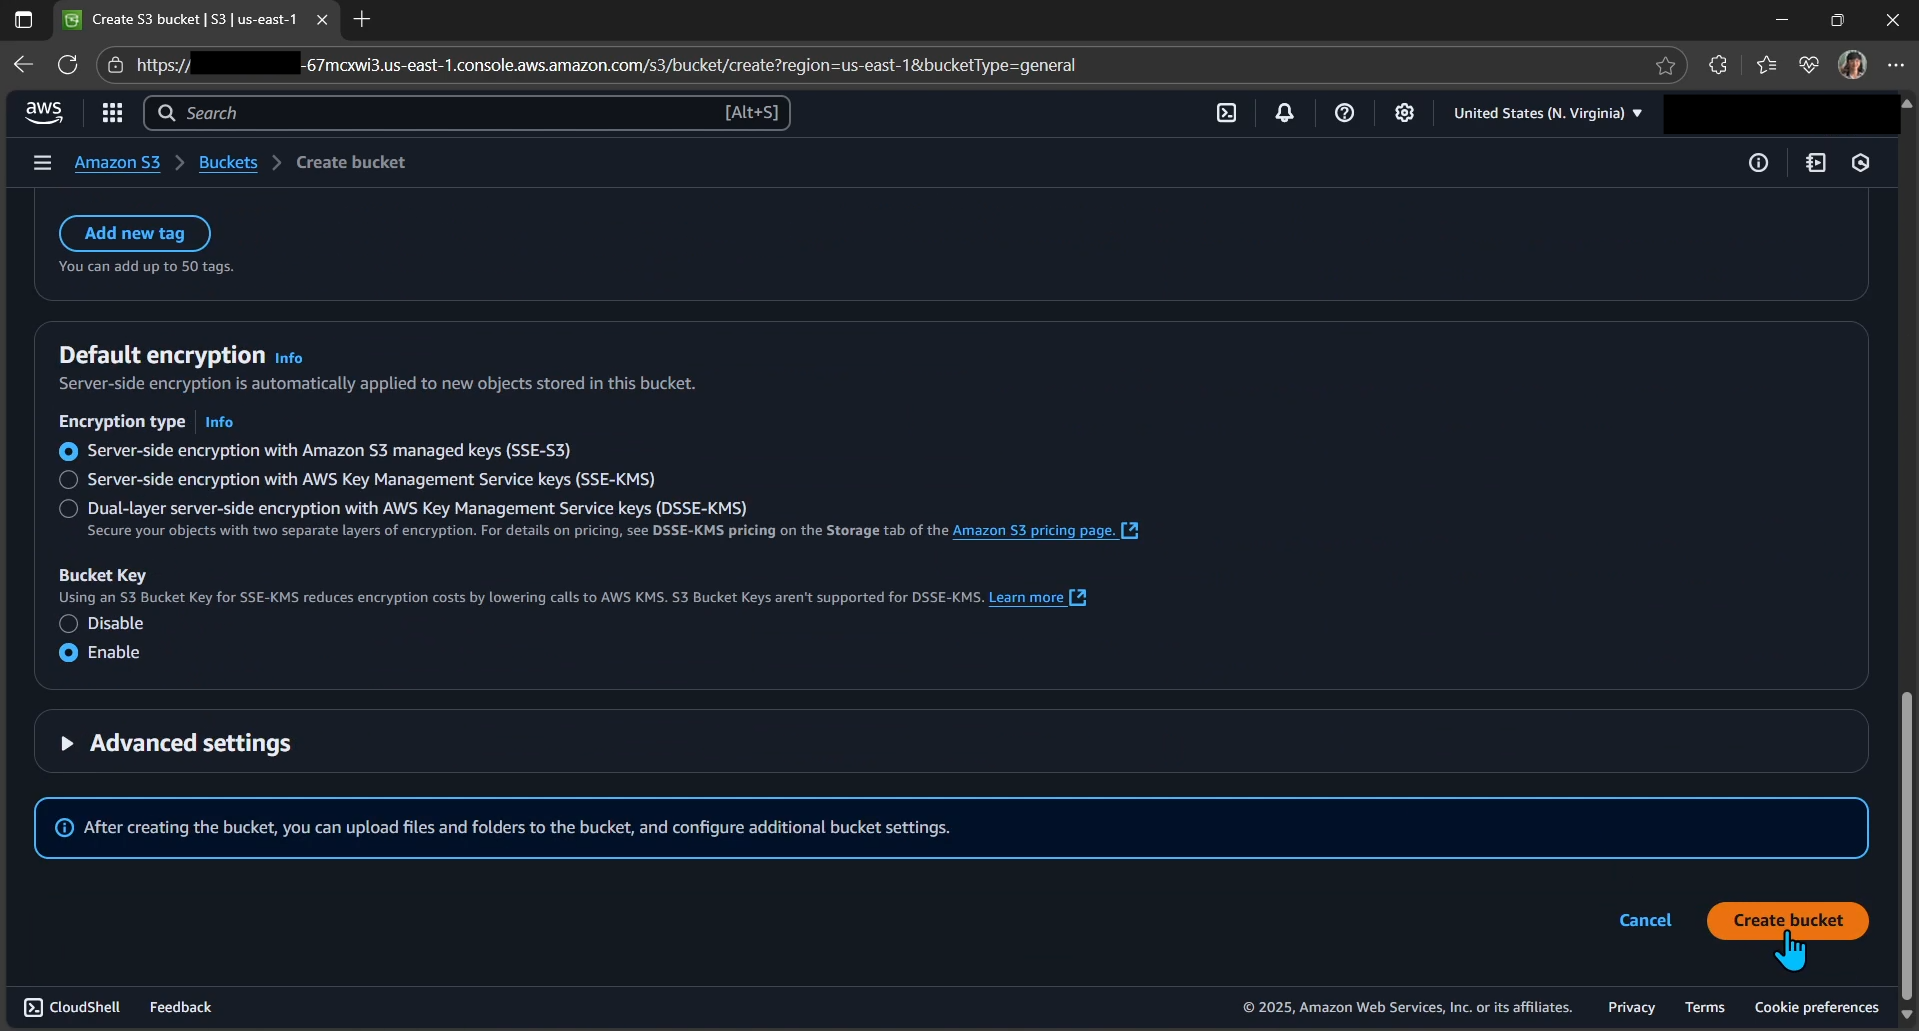 Create S3 bucket | S3 | us-east-1
https://
-67mcxwi3.us-east-1.console.aws.amazon.com/s3/bucket/create?region=us-east-1&bucketType=general
aws
Search
[Alt+S]
United States (N. Virginia)
Amazon S3
Buckets
Create bucket
Add new tag
You can add up to 50 tags.
Default encryption Info
Server-side encryption is automatically applied to new objects stored in this bucket.
Encryption type Info
Server-side encryption with Amazon S3 managed keys (SSE-S3)
Server-side encryption with AWS Key Management Service keys (SSE-KMS)
Dual-layer server-side encryption with AWS Key Management Service keys (DSSE-KMS)
Secure your objects with two separate layers of encryption. For details on pricing, see DSSE-KMS pricing on the Storage tab of the Amazon S3 pricing page.
Bucket Key
Using an S3 Bucket Key for SSE-KMS reduces encryption costs by lowering calls to AWS KMS. S3 Bucket Keys aren't supported for DSSE-KMS. Learn more
Disable
Enable
Advanced settings
After creating the bucket, you can upload files and folders to the bucket, and configure additional bucket settings.
Cancel
Create bucket
CloudShell
Feedback
© 2025, Amazon Web Services, Inc. or its affiliates.
Privacy
Terms
Cookie preferences